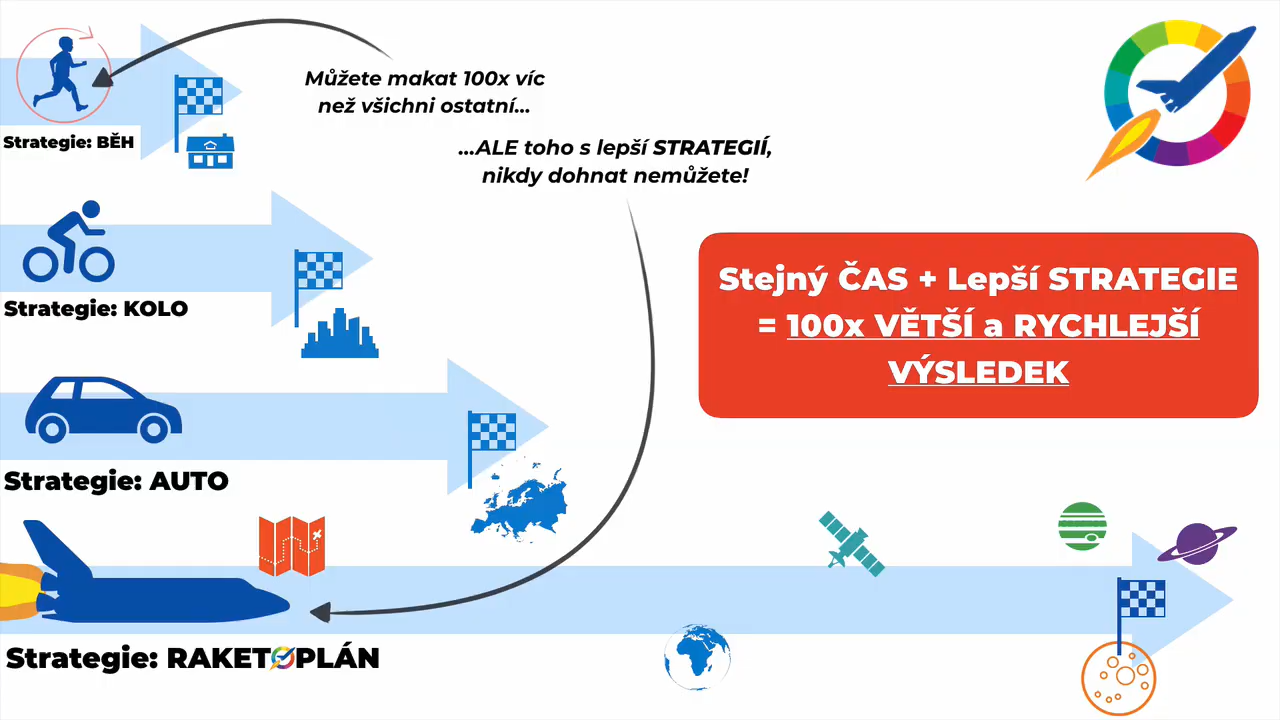 Můžete makat 100x víc
než všichni ostatní...
Strategie: BĚH
...ALE toho s lepší STRATEGIÍ,
nikdy dohnat nemůžete!
Stejný ČAS + Lepší STRATEGIE
= 100x VĚTŠÍ a RYCHLEJŠÍ
VÝSLEDEK
Strategie: KOLO
Strategie: AUTO
Strategie: RAKETOPLÁN